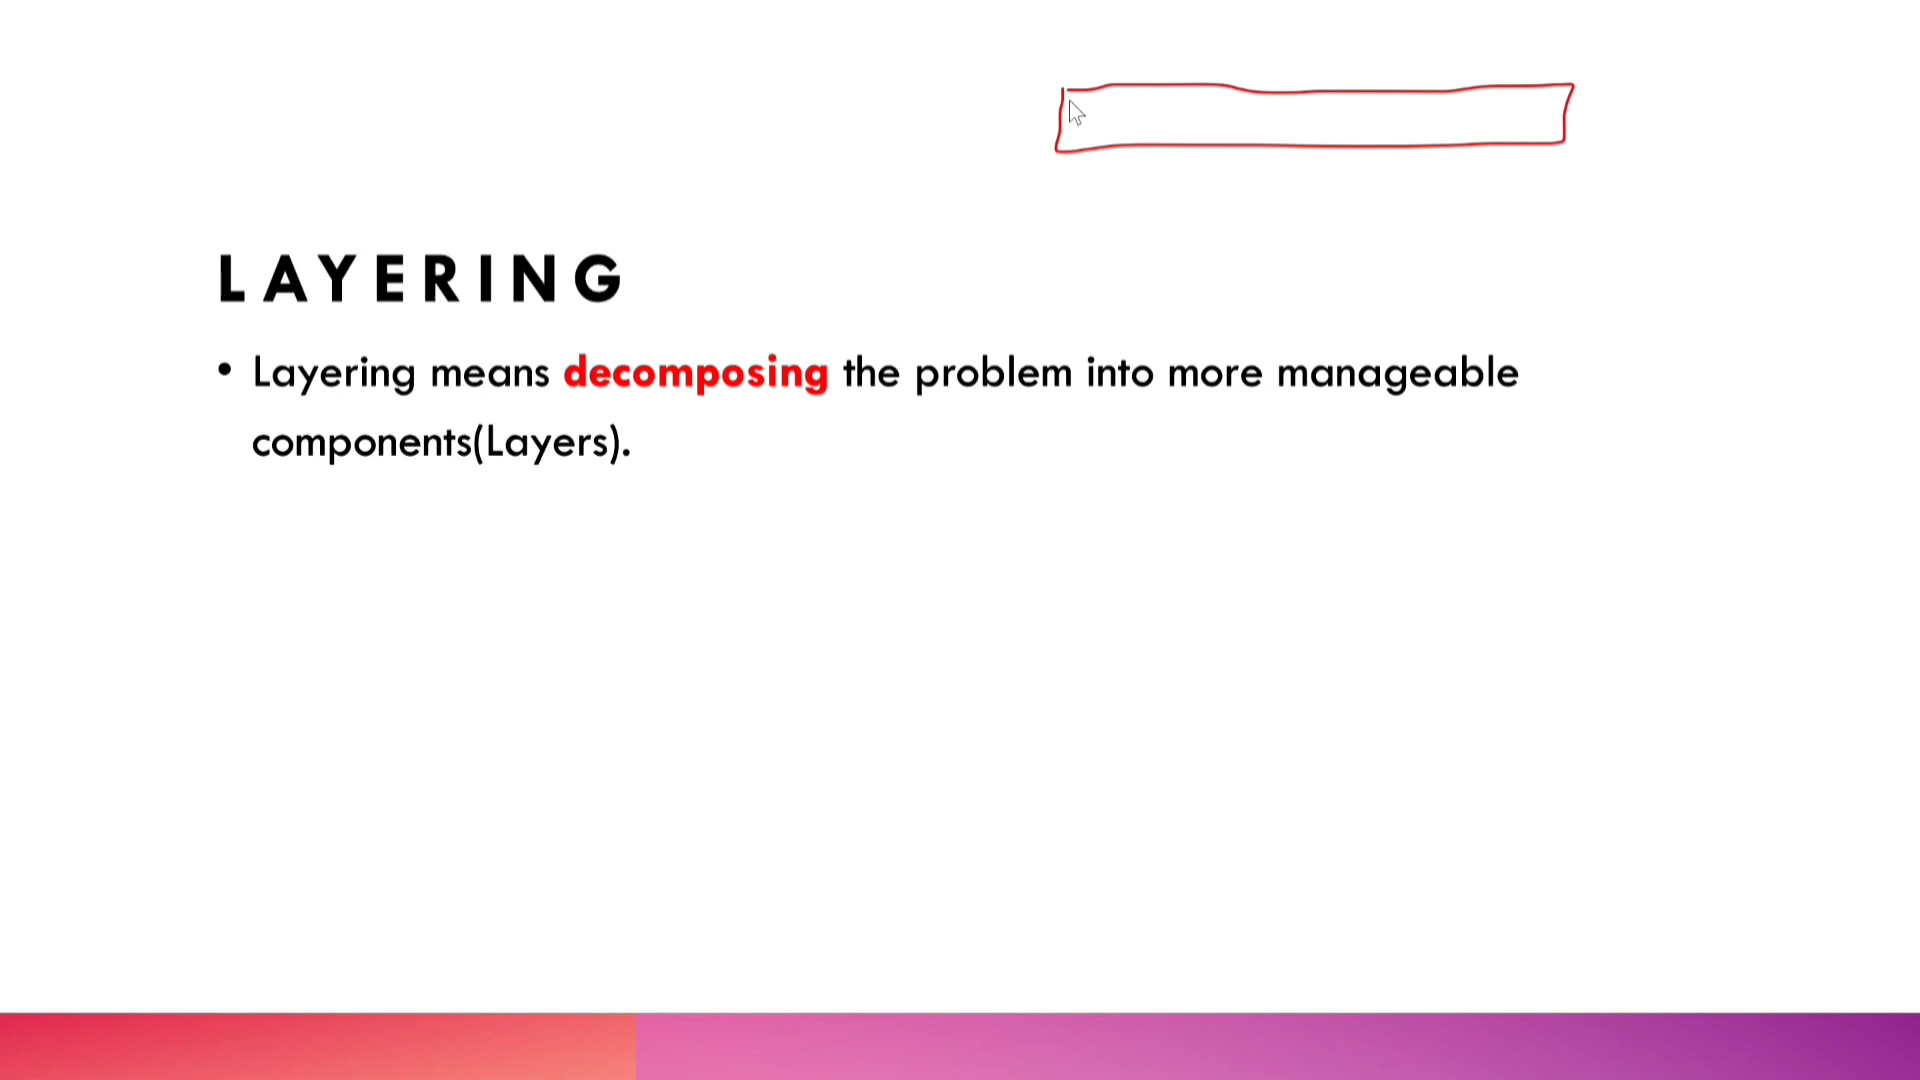 LAYERING
• Layering means decomposing the problem into more manageable
components(Layers).